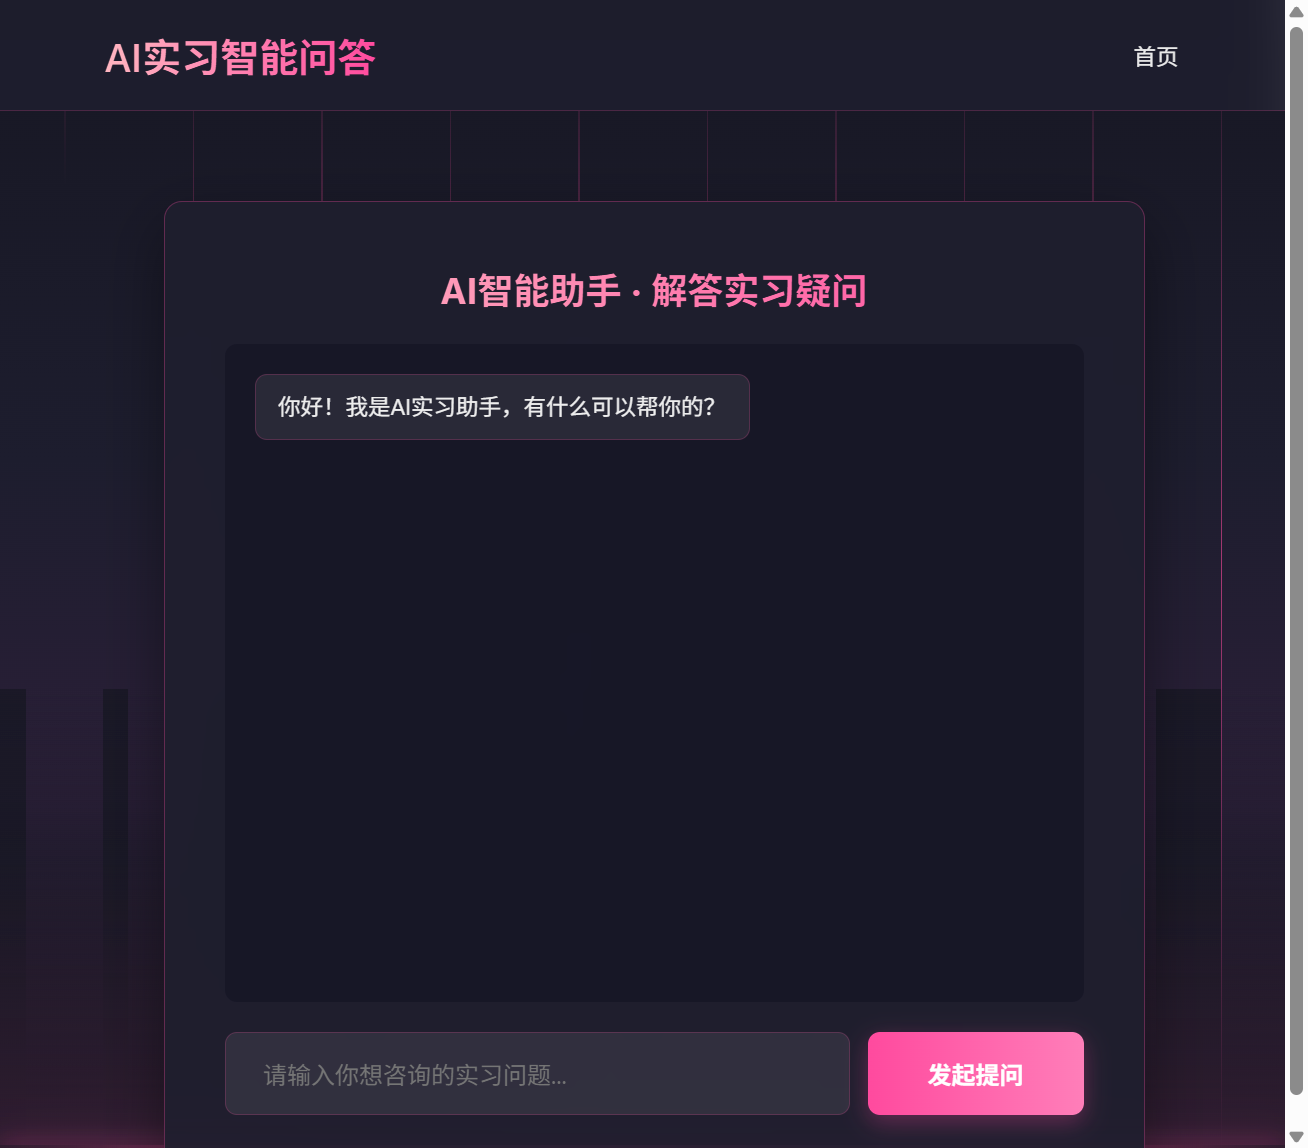 AI实习智能问答
首页
AI智能助手 · 解答实习疑问
你好！我是AI实习助手，有什么可以帮你的？
请输入你想咨询的实习问题...
发起提问